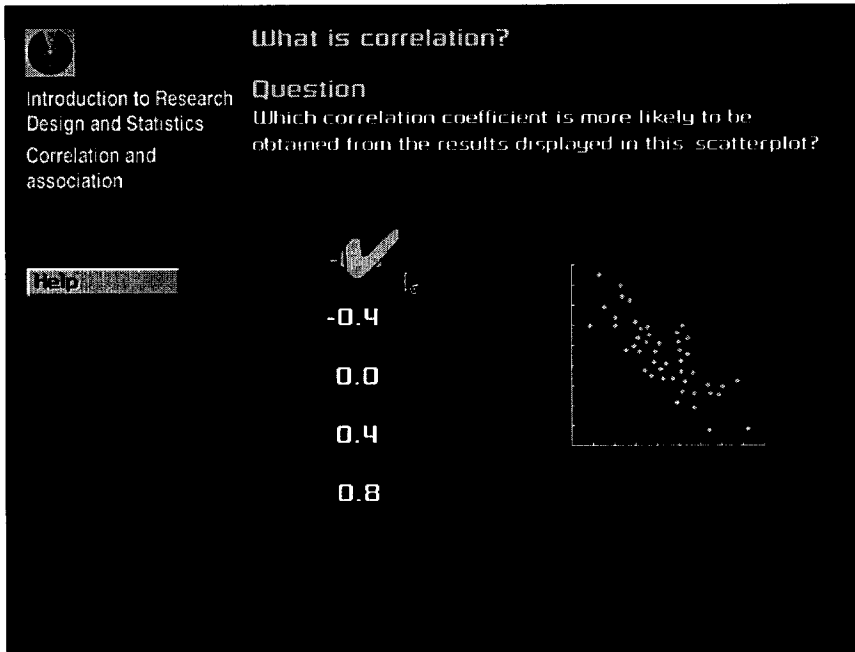 What is correlation?
Introduction to Research
Design and Statistics
Correlation and
association
Question
Which correlation coefficient is more likely to be
obtained from the results displayed in this scatterplot?
Help
-0.4
0.0
0.4
0.8